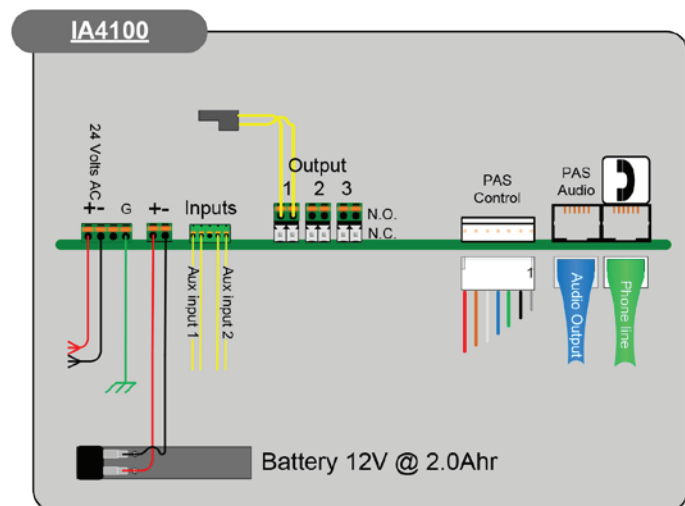 IA4100
24 Volts AC
+-
G
+-
Inputs
Output
1 2 3
N.O.
N.C.
PAS
Control
PAS
Audio
Aux input 1
Aux input 2
1
Audio Output
Phone line
Battery 12V @ 2.0Ahr